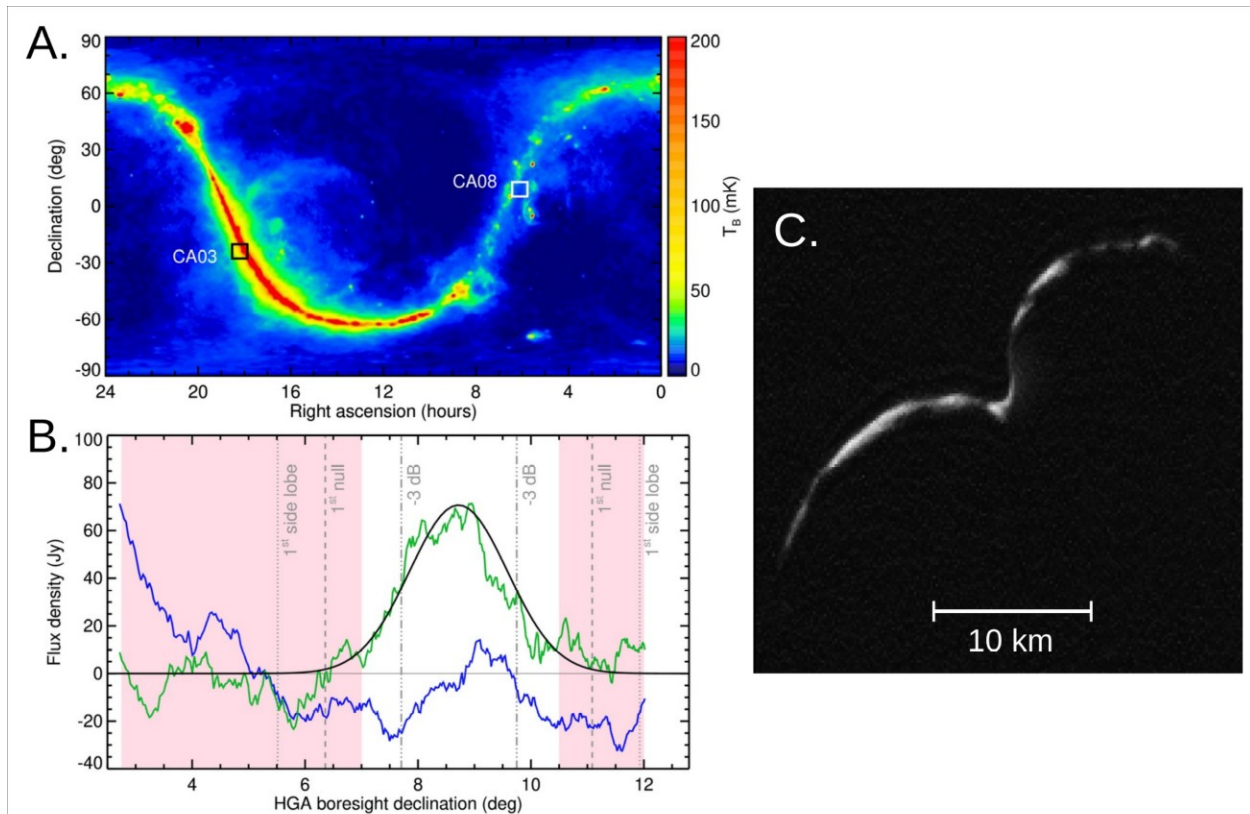 A.
90
60
30
0
-30
-60
-90
Declination (deg)
24
20
16
12
8
4
0
Right ascension (hours)
CA03
CA08
200
150
100
50
0
T_B (mK)
B.
100
80
60
40
20
0
-20
-40
Flux density (Jy)
1st side lobe
1st null
-3 dB
-3 dB
1st null
1st side lobe
4
6
8
10
12
HGA boresight declination (deg)
C.
10 km